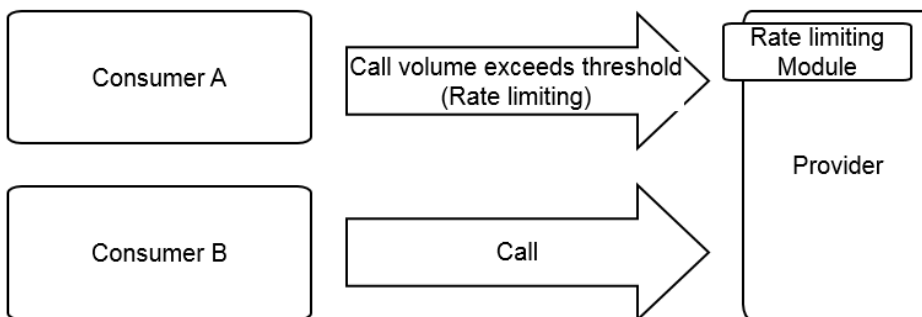 Consumer A
Call volume exceeds threshold
(Rate limiting)
Rate limiting
Module
Provider
Consumer B
Call